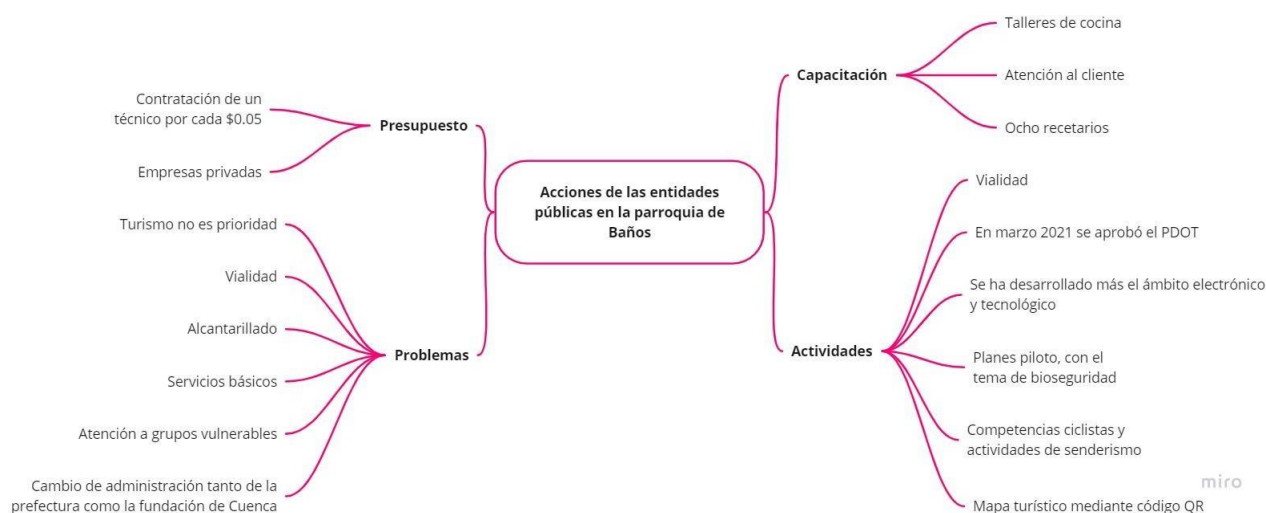 Acciones de las entidades
públicas en la parroquia de
Baños
Presupuesto
Contratación de un
técnico por cada $0.05
Empresas privadas
Problemas
Turismo no es prioridad
Vialidad
Alcantarillado
Servicios básicos
Atención a grupos vulnerables
Cambio de administración tanto de la
prefectura como la fundación de Cuenca
Capacitación
Talleres de cocina
Atención al cliente
Ocho recetarios
Actividades
Vialidad
En marzo 2021 se aprobó el PDOT
Se ha desarrollado más el ámbito electrónico
y tecnológico
Planes piloto, con el
tema de bioseguridad
Competencias ciclistas y
actividades de senderismo
Mapa turístico mediante código QR
miro